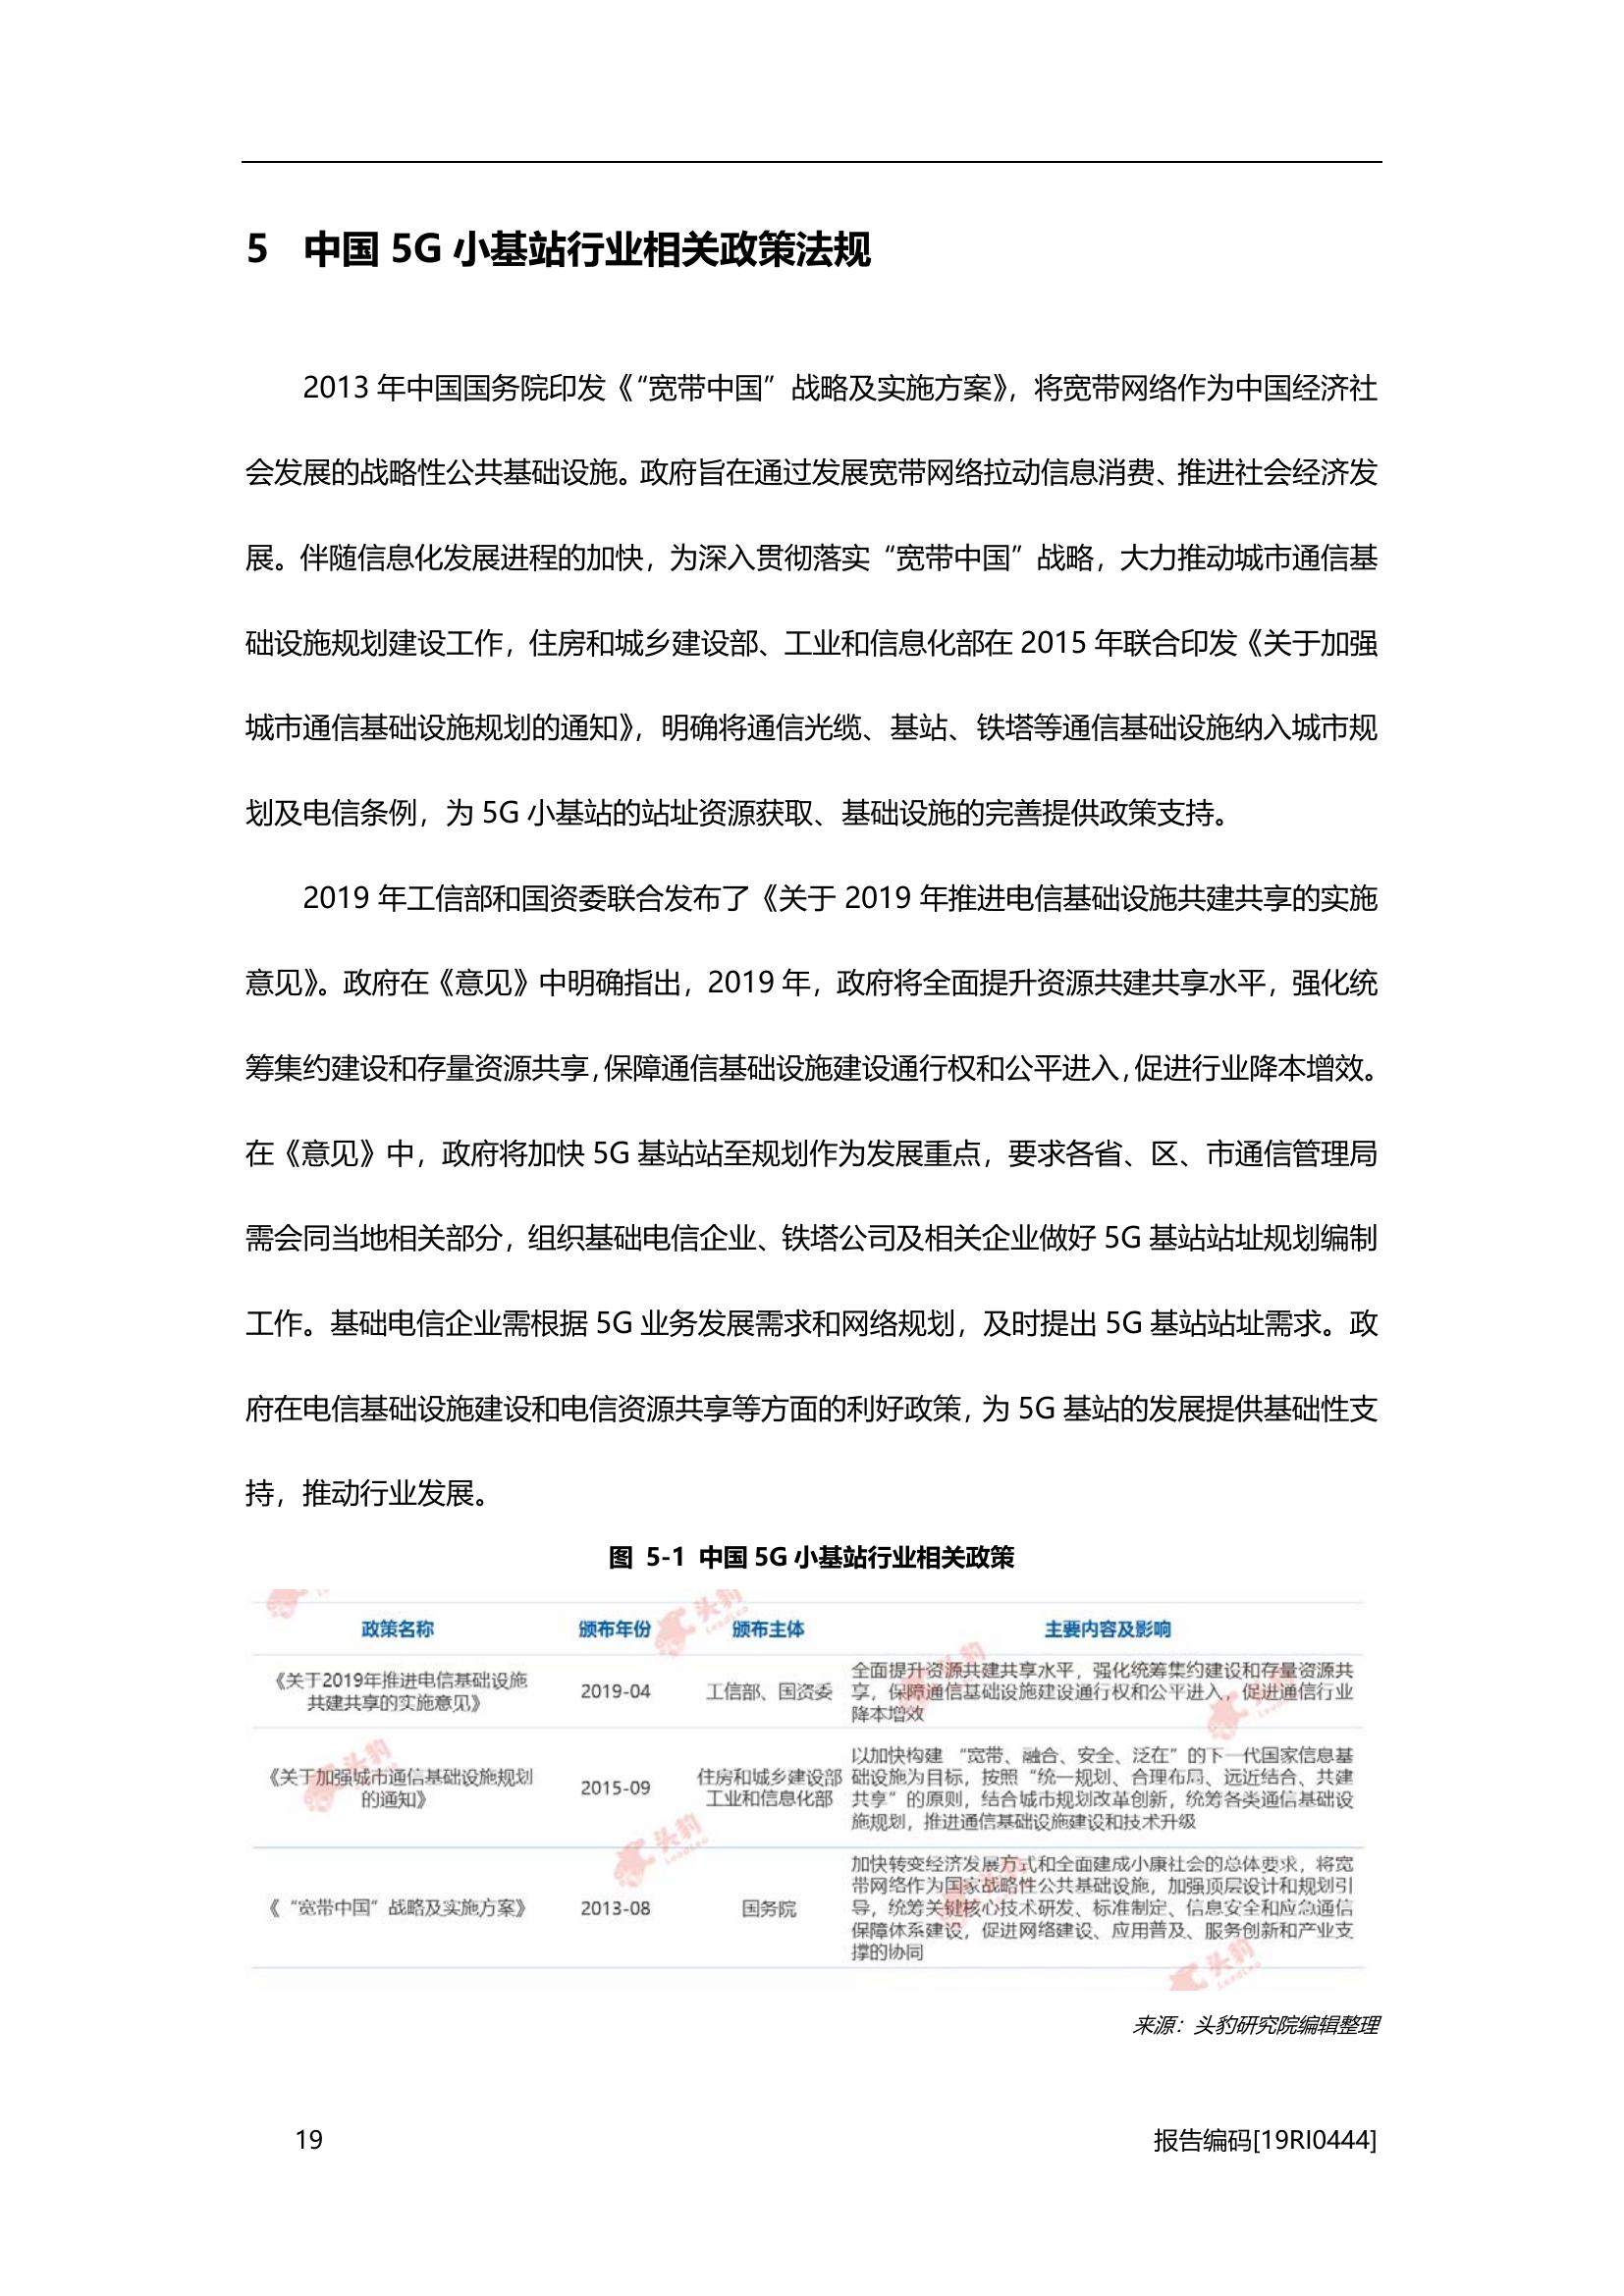 5 中国 5G 小基站行业相关政策法规
2013 年中国国务院印发《“宽带中国”战略及实施方案》，将宽带网络作为中国经济社
会发展的战略性公共基础设施。政府旨在通过发展宽带网络拉动信息消费、推进社会经济发
展。伴随信息化发展进程的加快，为深入贯彻落实“宽带中国”战略，大力推动城市通信基
础设施规划建设工作，住房和城乡建设部、工业和信息化部在 2015 年联合印发《关于加强
城市通信基础设施规划的通知》，明确将通信光缆、基站、铁塔等通信基础设施纳入城市规
划及电信条例，为 5G 小基站的站址资源获取、基础设施的完善提供政策支持。
2019 年工信部和国资委联合发布了《关于 2019 年推进电信基础设施共建共享的实施
意见》。政府在《意见》中明确指出，2019 年，政府将全面提升资源共建共享水平，强化统
筹集约建设和存量资源共享，保障通信基础设施建设通行权和公平进入，促进行业降本增效。
在《意见》中，政府将加快 5G 基站站至规划作为发展重点，要求各省、区、市通信管理局
需会同当地相关部分，组织基础电信企业、铁塔公司及相关企业做好 5G 基站站址规划编制
工作。基础电信企业需根据 5G 业务发展需求和网络规划，及时提出 5G 基站站址需求。政
府在电信基础设施建设和电信资源共享等方面的利好政策，为 5G 基站的发展提供基础性支
持，推动行业发展。
图 5-1 中国 5G 小基站行业相关政策
政策名称 颁布年份 颁布主体 主要内容及影响
《关于2019年推进电信基础设施
共建共享的实施意见》
2019-04
工信部、国资委
全面提升资源共建共享水平，强化统筹集约建设和存量资源共
享，保障通信基础设施建设通行权和公平进入，促进通信行业
降本增效
《关于加强城市通信基础设施规划
的通知》
2015-09
住房和城乡建设部
工业和信息化部
以加快构建 “宽带、融合、安全、泛在”的下一代国家信息基
础设施为目标，按照“统一规划、合理布局、远近结合、共建
共享”的原则，结合城市规划改革创新，统筹各类通信基础设
施规划，推进通信基础设施建设和技术升级
《“宽带中国”战略及实施方案》
2013-08
国务院
加快转变经济发展方式和全面建成小康社会的总体要求，将宽
带网络作为国家战略性公共基础设施，加强顶层设计和规划引
导，统筹关键核心技术研发、标准制定、信息安全和应急通信
保障体系建设，促进网络建设、应用普及、服务创新和产业支
撑的协同
头豹
LeadLeo
头豹
头豹
LeadLeo
头豹
头豹
LeadLeo
头豹
头豹
LeadLeo
来源：头豹研究院编辑整理
19
报告编码[19RI0444]